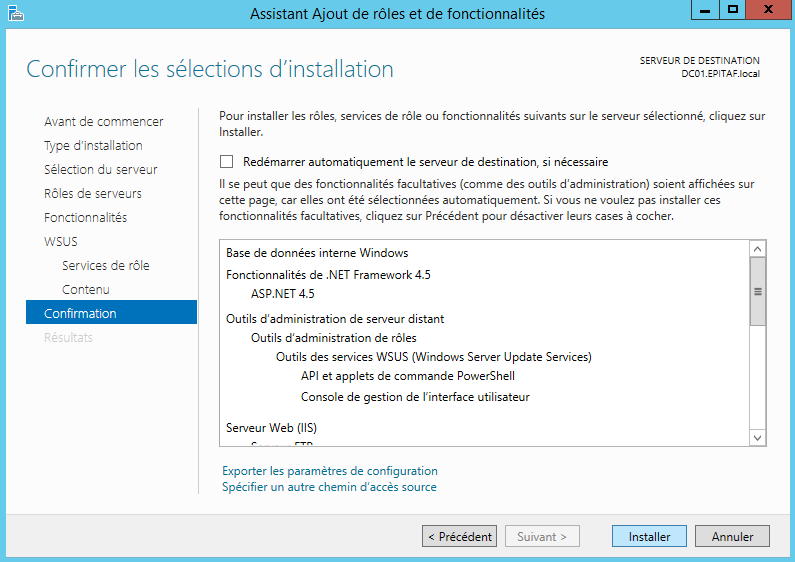 Assistant Ajout de rôles et de fonctionnalités
Confirmer les sélections d'installation
SERVEUR DE DESTINATION
DC01.EPITAF.local
Avant de commencer
Type d'installation
Sélection du serveur
Rôles de serveurs
Fonctionnalités
WSUS
Services de rôle
Contenu
Confirmation
Résultats
Pour installer les rôles, services de rôle ou fonctionnalités suivants sur le serveur sélectionné, cliquez sur
Installer.
Redémarrer automatiquement le serveur de destination, si nécessaire
Il se peut que des fonctionnalités facultatives (comme des outils d'administration) soient affichées sur
cette page, car elles ont été sélectionnées automatiquement. Si vous ne voulez pas installer ces
fonctionnalités facultatives, cliquez sur Précédent pour désactiver leurs cases à cocher.
Base de données interne Windows
Fonctionnalités de .NET Framework 4.5
ASP.NET 4.5
Outils d'administration de serveur distant
Outils d'administration de rôles
Outils des services WSUS (Windows Server Update Services)
API et applets de commande PowerShell
Console de gestion de l'interface utilisateur
Serveur Web (IIS)
Serveur FTP
Exporter les paramètres de configuration
Spécifier un autre chemin d'accès source
< Précédent
Suivant >
Installer
Annuler